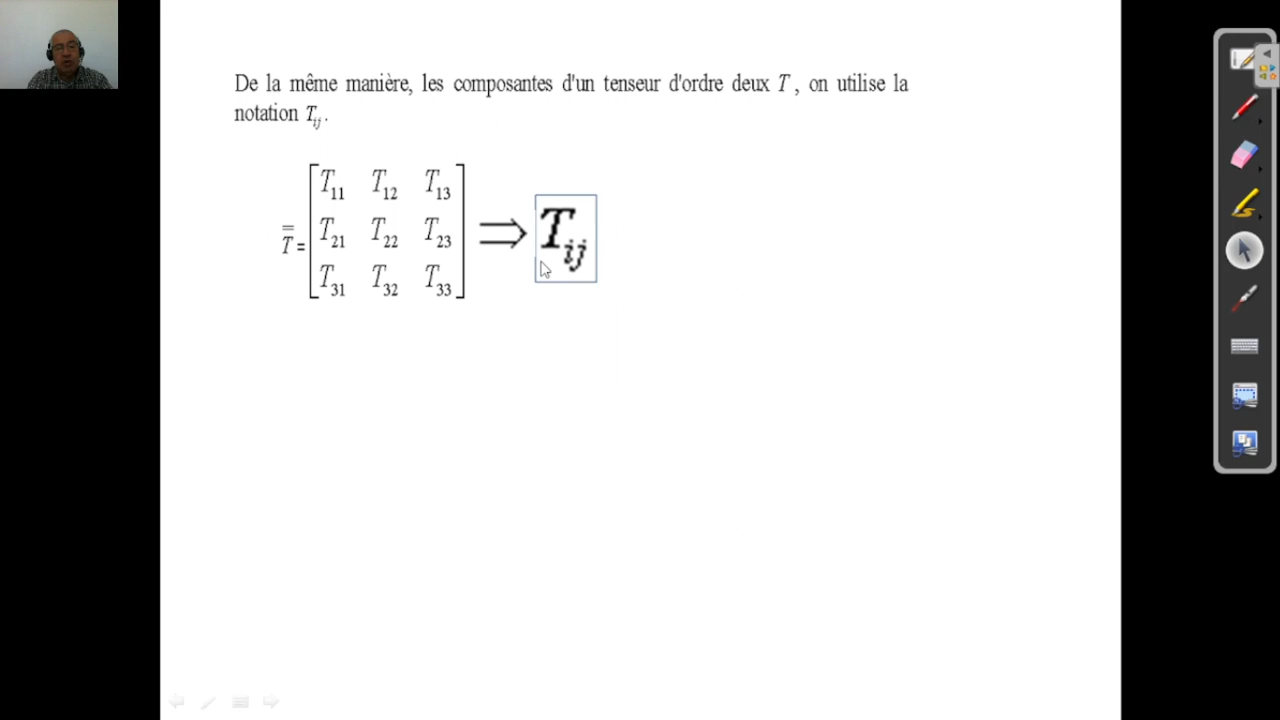 De la même manière, les composantes d'un tenseur d'ordre deux T , on utilise la
notation Tij .
T11 T12 T13
T = T21 T22 T23 ⇒ Tij
T31 T32 T33